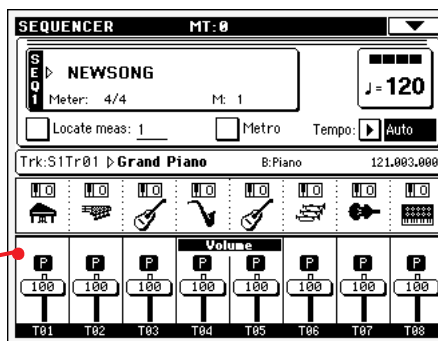 SEQUENCER MT:0
SEQ1 NEWSONG
Meter: 4/4 M: 1
♩=120
Locate meas: 1 Metro Tempo: Auto
Trk:S1Tr01 Grand Piano B:Piano 121.003.000
Volume
P P P P P P P P
100 100 100 100 100 100 100 100
T01 T02 T03 T04 T05 T06 T07 T08